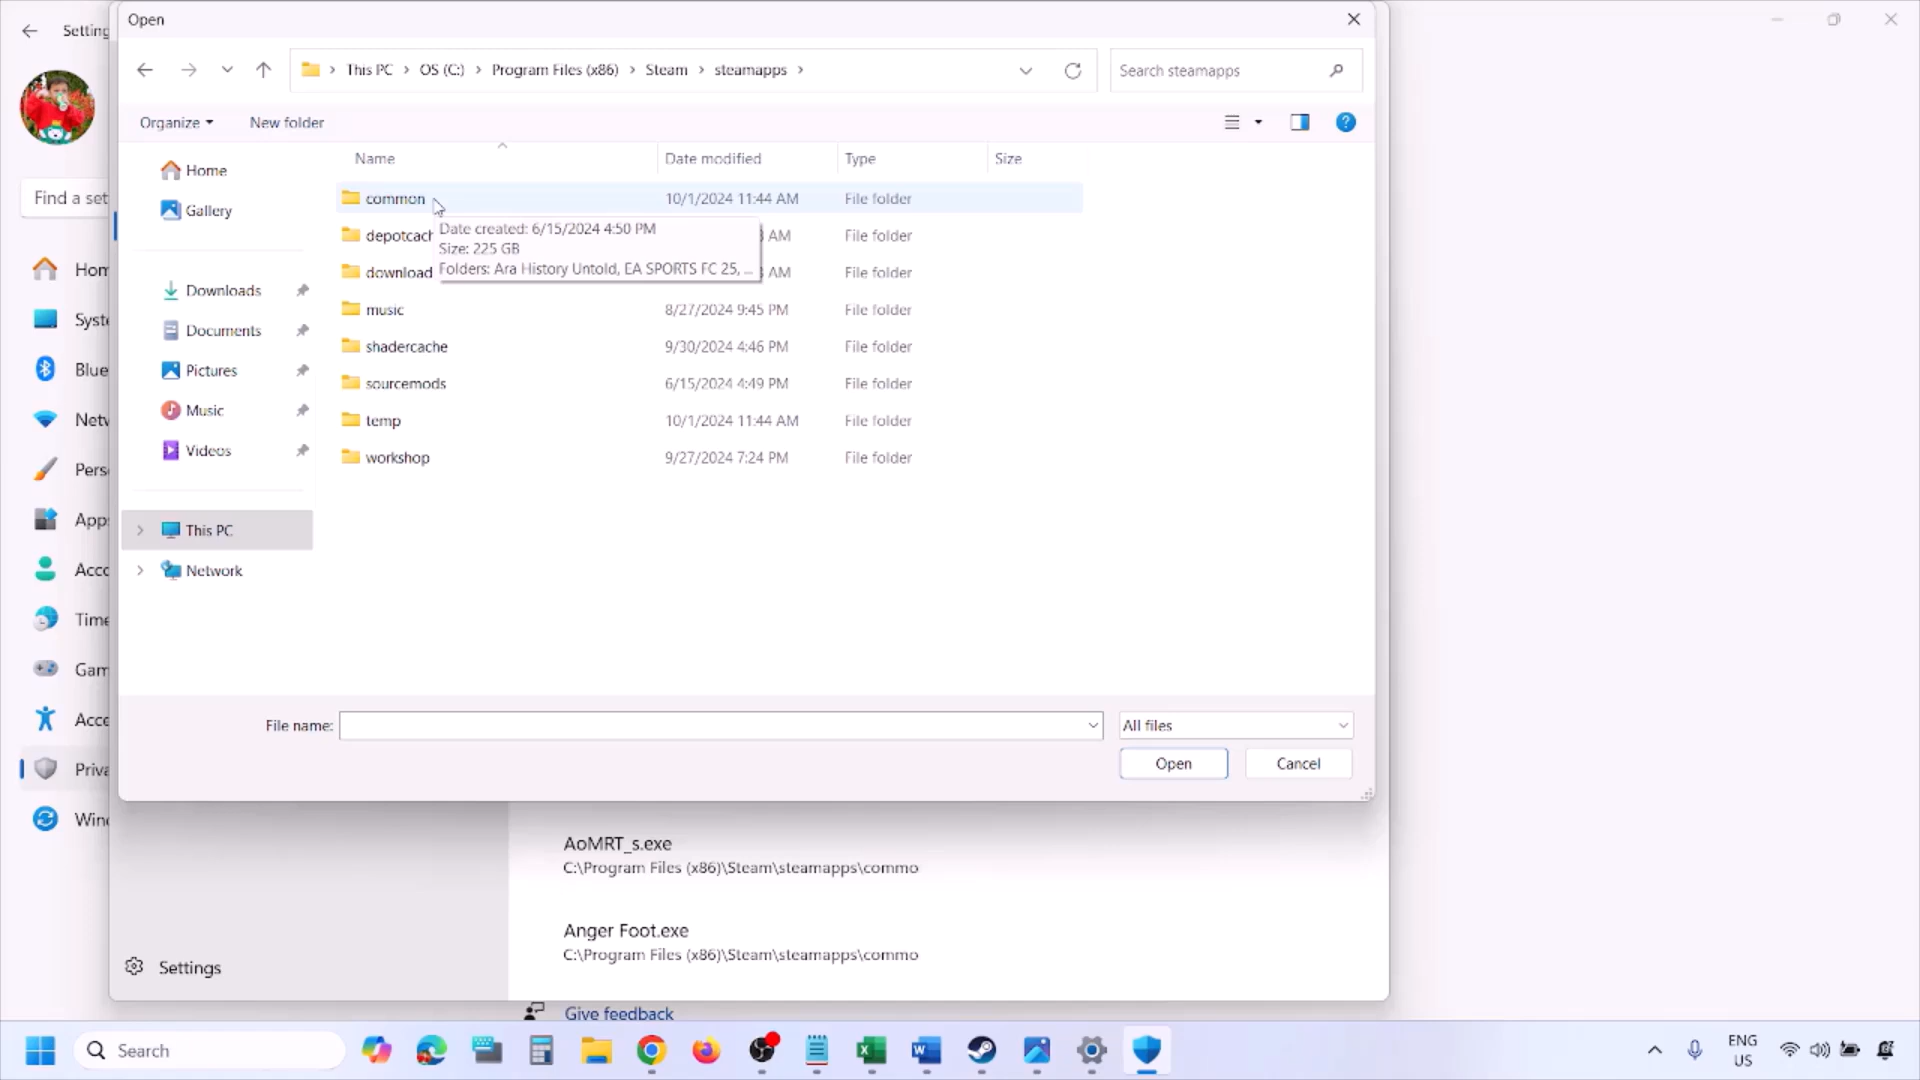 Open
Setting
This PC
OS (C:)
Program Files (x86)
Steam
steamapps
Search steamapps
Organize
New folder
Name
Date modified
Type
Size
Home
Gallery
Downloads
Documents
Pictures
Music
Videos
This PC
Network
common 10/1/2024 11:44 AM File folder
depotcach AM File folder
download AM File folder
music 8/27/2024 9:45 PM File folder
shadercache 9/30/2024 4:46 PM File folder
sourcemods 6/15/2024 4:49 PM File folder
temp 10/1/2024 11:44 AM File folder
workshop 9/27/2024 7:24 PM File folder
Date created: 6/15/2024 4:50 PM
Size: 225 GB
Folders: Ara History Untold, EA SPORTS FC 25, ...
File name:
All files
Open
Cancel
Find a set
Hom
Syste
Blue
Netw
Perso
Apps
Acco
Time
Gam
Acce
Priva
Wind
AoMRT_s.exe
C:\Program Files (x86)\Steam\steamapps\commo
Anger Foot.exe
C:\Program Files (x86)\Steam\steamapps\commo
Settings
Give feedback
Search
ENG
US